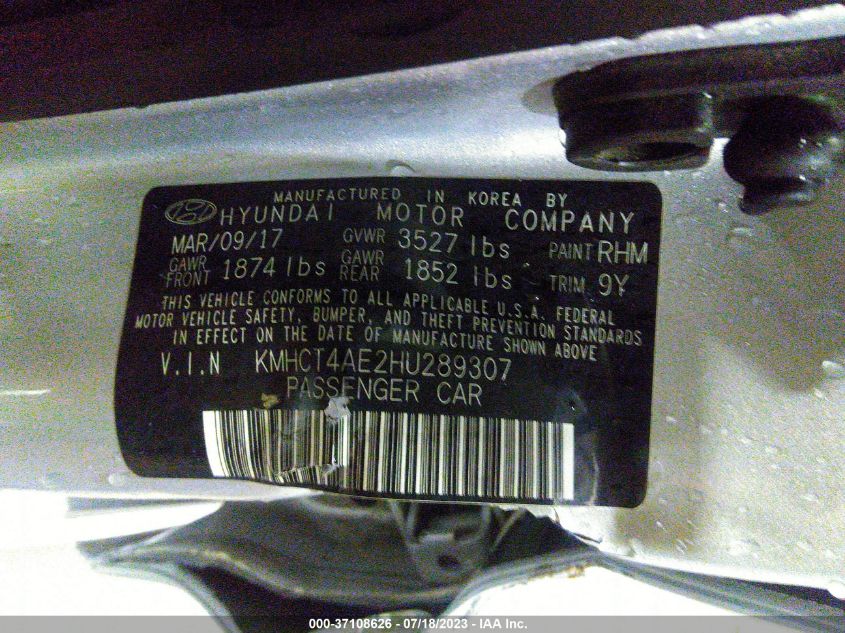 MANUFACTURED IN KOREA BY
HYUNDAI MOTOR COMPANY
MAR/09/17 GVWR 3527 lbs PAINT RHM
GAWR FRONT 1874 lbs GAWR REAR 1852 lbs TRIM 9Y
THIS VEHICLE CONFORMS TO ALL APPLICABLE U.S.A. FEDERAL
MOTOR VEHICLE SAFETY, BUMPER, AND THEFT PREVENTION STANDARDS
IN EFFECT ON THE DATE OF MANUFACTURE SHOWN ABOVE
V.I.N KMHCT4AE2HU289307
PASSENGER CAR
000-37108626 - 07/18/2023 - IAA Inc.